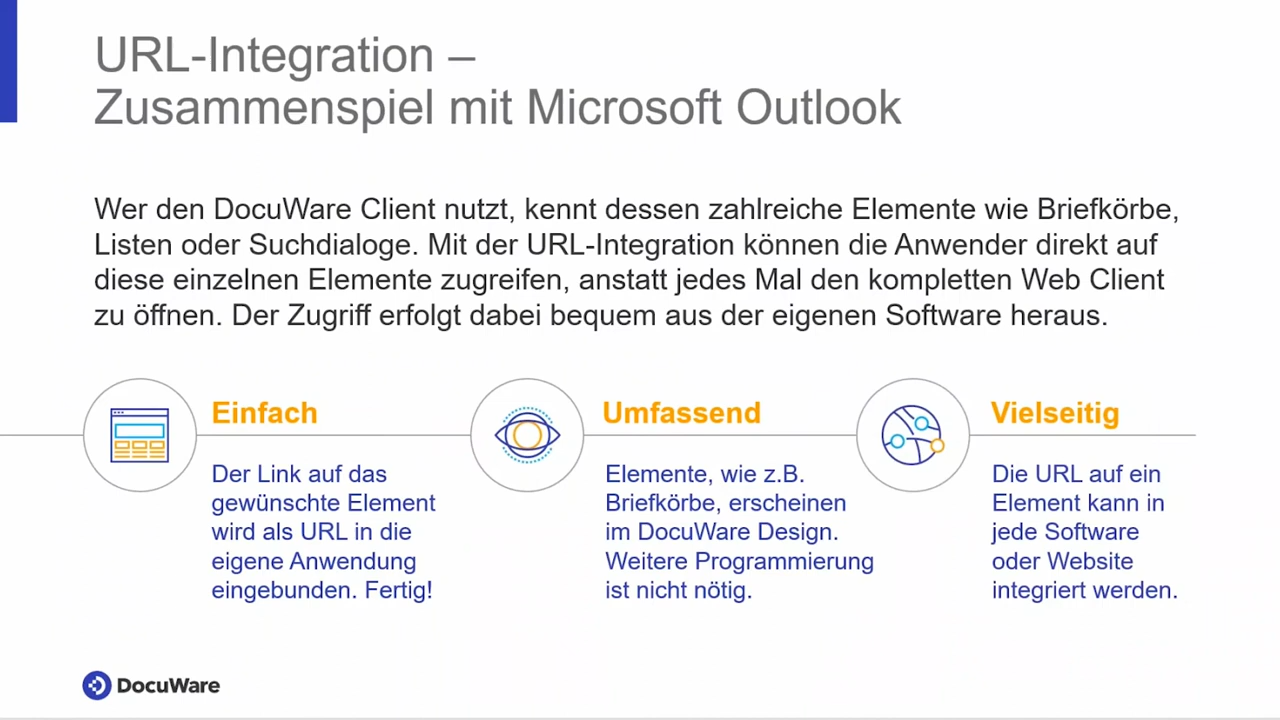 URL-Integration –
Zusammenspiel mit Microsoft Outlook
Wer den DocuWare Client nutzt, kennt dessen zahlreiche Elemente wie Briefkörbe,
Listen oder Suchdialoge. Mit der URL-Integration können die Anwender direkt auf
diese einzelnen Elemente zugreifen, anstatt jedes Mal den kompletten Web Client
zu öffnen. Der Zugriff erfolgt dabei bequem aus der eigenen Software heraus.
Einfach
Der Link auf das
gewünschte Element
wird als URL in die
eigene Anwendung
eingebunden. Fertig!
Umfassend
Elemente, wie z.B.
Briefkörbe, erscheinen
im DocuWare Design.
Weitere Programmierung
ist nicht nötig.
Vielseitig
Die URL auf ein
Element kann in
jede Software
oder Website
integriert werden.
DocuWare